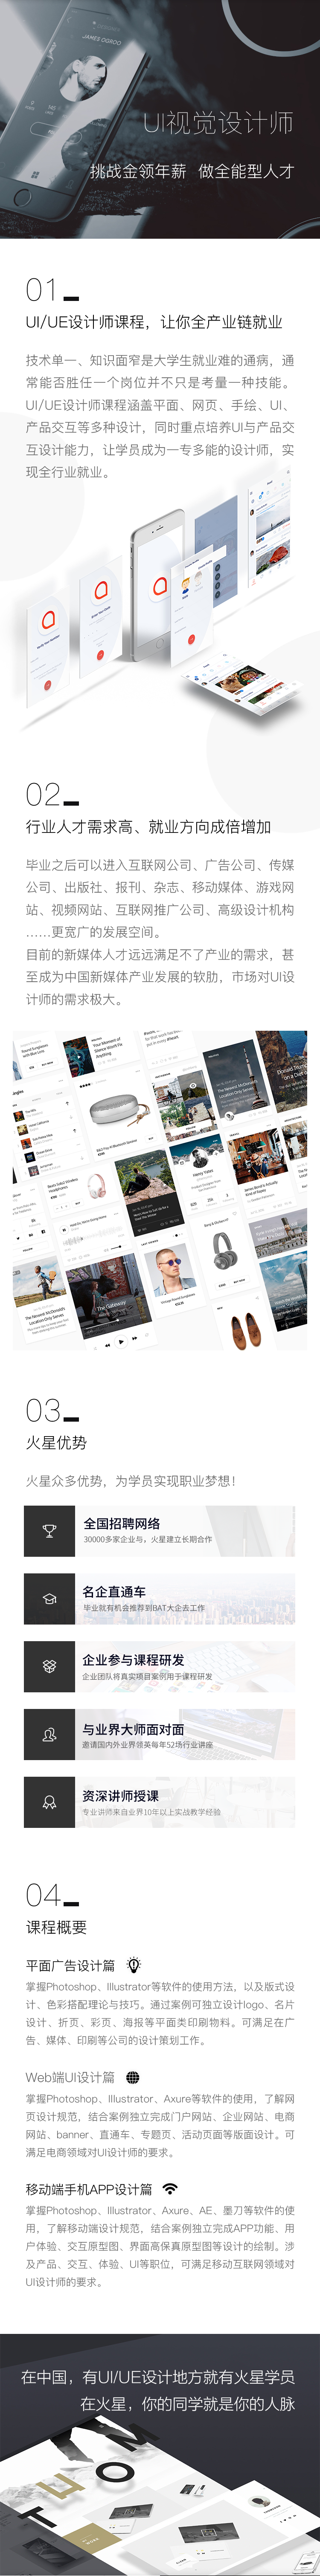 JAMES OGROO
UI视觉设计师
挑战金领年薪 做全能型人才
01
UI/UE设计师课程，让你全产业链就业
技术单一、知识面窄是大学生就业难的通病，通
常能否胜任一个岗位并不只是考量一种技能。
UI/UE设计师课程涵盖平面、网页、手绘、UI、
产品交互等多种设计，同时重点培养UI与产品交
互设计能力，让学员成为一专多能的设计师，实
现全行业就业。
02
行业人才需求高、就业方向成倍增加
毕业之后可以进入互联网公司、广告公司、传媒
公司、出版社、报刊、杂志、移动媒体、游戏网
站、视频网站、互联网推广公司、高级设计机构
……更宽广的发展空间。
目前的新媒体人才远远满足不了产业的需求，甚
至成为中国新媒体产业发展的软肋，市场对UI设
计师的需求极大。
Your Moment of
Silence Won't Fix
Anything
The Newest McDonald's
Location Only Serves
The Gateway
03
火星优势
火星众多优势，为学员实现职业梦想！
全国招聘网络
30000多家企业与，火星建立长期合作
名企直通车
毕业就有机会推荐到BAT大企去工作
企业参与课程研发
企业团队将真实项目案例用于课程研发
与业界大师面对面
邀请国内外业界领英每年52场行业讲座
资深讲师授课
专业讲师来自业界10年以上实战教学经验
04
课程概要
平面广告设计篇
掌握Photoshop、Illustrator等软件的使用方法，以及版式设
计、色彩搭配理论与技巧。通过案例可独立设计logo、名片
设计、折页、彩页、海报等平面类印刷物料。可满足在广
告、媒体、印刷等公司的设计策划工作。
Web端UI设计篇
掌握Photoshop、Illustrator、Axure等软件的使用，了解网
页设计规范，结合案例独立完成门户网站、企业网站、电商
网站、banner、直通车、专题页、活动页面等版面设计。可
满足电商领域对UI设计师的要求。
移动端手机APP设计篇
掌握Photoshop、Illustrator、Axure、AE、墨刀等软件的使
用，了解移动端设计规范，结合案例独立完成APP功能、用
户体验、交互原型图、界面高保真原型图等设计的绘制。涉
及产品、交互、体验、UI等职位，可满足移动互联网领域对
UI设计师的要求。
在中国，有UI/UE设计地方就有火星学员
在火星，你的同学就是你的人脉